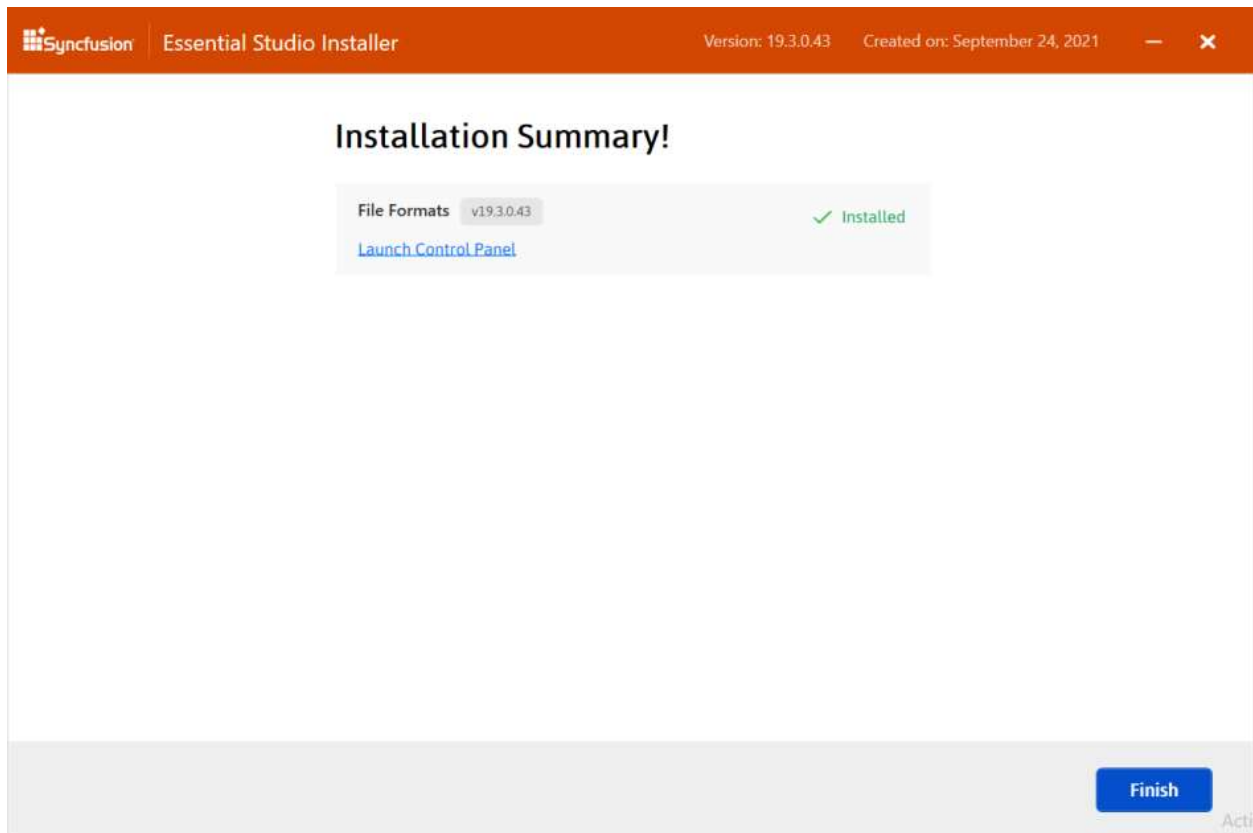 Syncfusion Essential Studio Installer Version: 19.3.0.43 Created on: September 24, 2021
Installation Summary!
File Formats v19.3.0.43 Installed
Launch Control Panel
Finish
Acti